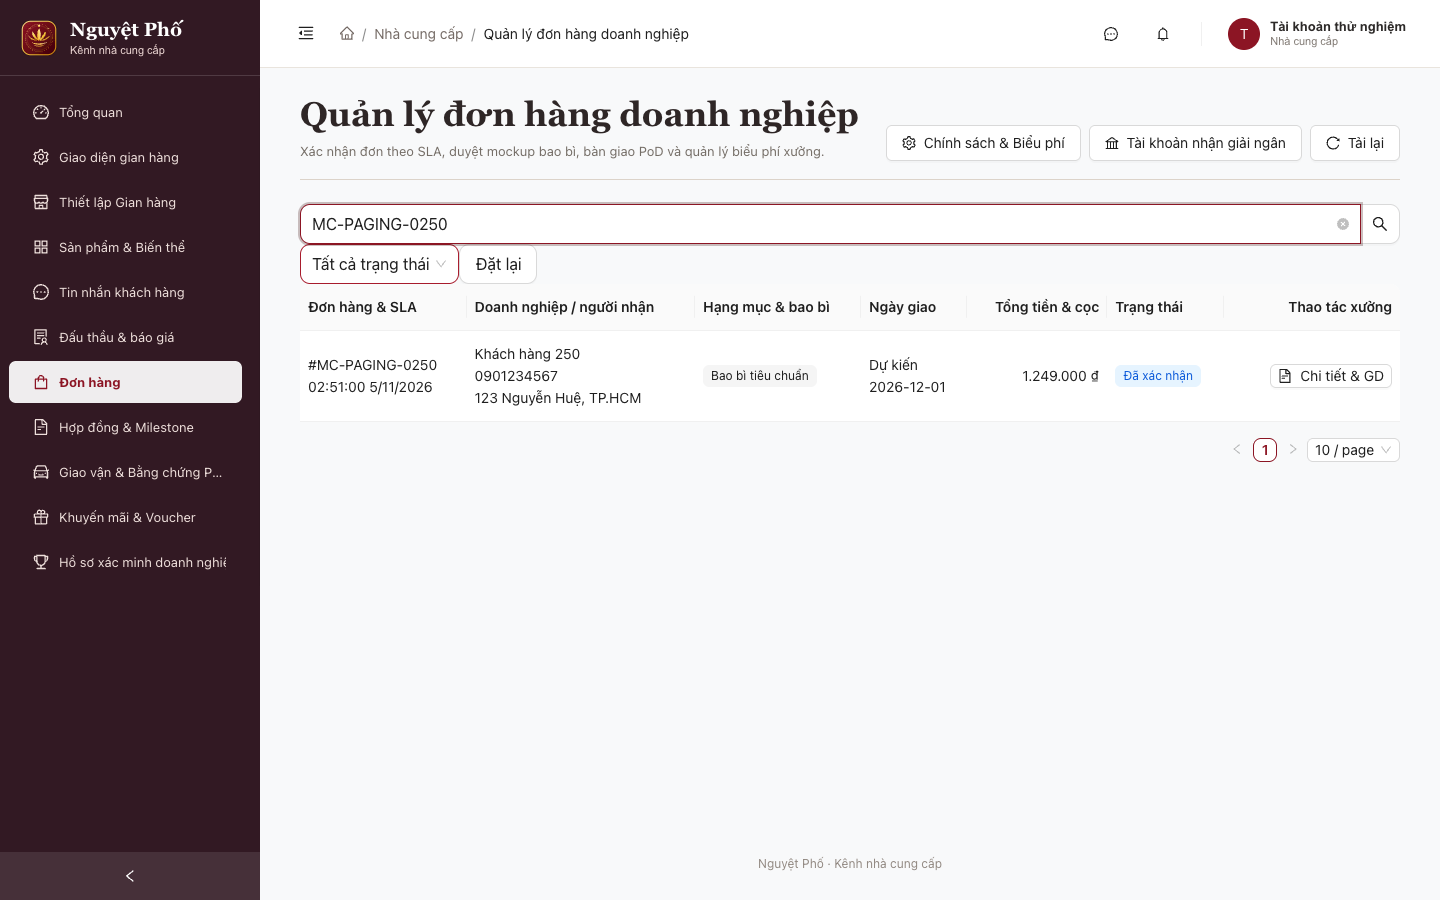 Nguyệt Phố
Kênh nhà cung cấp
Tổng quan
Giao diện gian hàng
Thiết lập Gian hàng
Sản phẩm & Biến thể
Tin nhắn khách hàng
Đấu thầu & báo giá
Đơn hàng
Hợp đồng & Milestone
Giao vận & Bằng chứng P...
Khuyến mãi & Voucher
Hồ sơ xác minh doanh nghiệ
/ Nhà cung cấp / Quản lý đơn hàng doanh nghiệp
T
Tài khoản thử nghiệm
Nhà cung cấp
Quản lý đơn hàng doanh nghiệp
Xác nhận đơn theo SLA, duyệt mockup bao bì, bàn giao PoD và quản lý biểu phí xưởng.
Chính sách & Biểu phí
Tài khoản nhận giải ngân
Tải lại
MC-PAGING-0250
Tất cả trạng thái
Đặt lại
Đơn hàng & SLA
Doanh nghiệp / người nhận
Hạng mục & bao bì
Ngày giao
Tổng tiền & cọc
Trạng thái
Thao tác xưởng
#MC-PAGING-0250
02:51:00 5/11/2026
Khách hàng 250
0901234567
123 Nguyễn Huệ, TP.HCM
Bao bì tiêu chuẩn
Dự kiến
2026-12-01
1.249.000 ₫
Đã xác nhận
Chi tiết & GD
1
10 / page
Nguyệt Phố · Kênh nhà cung cấp